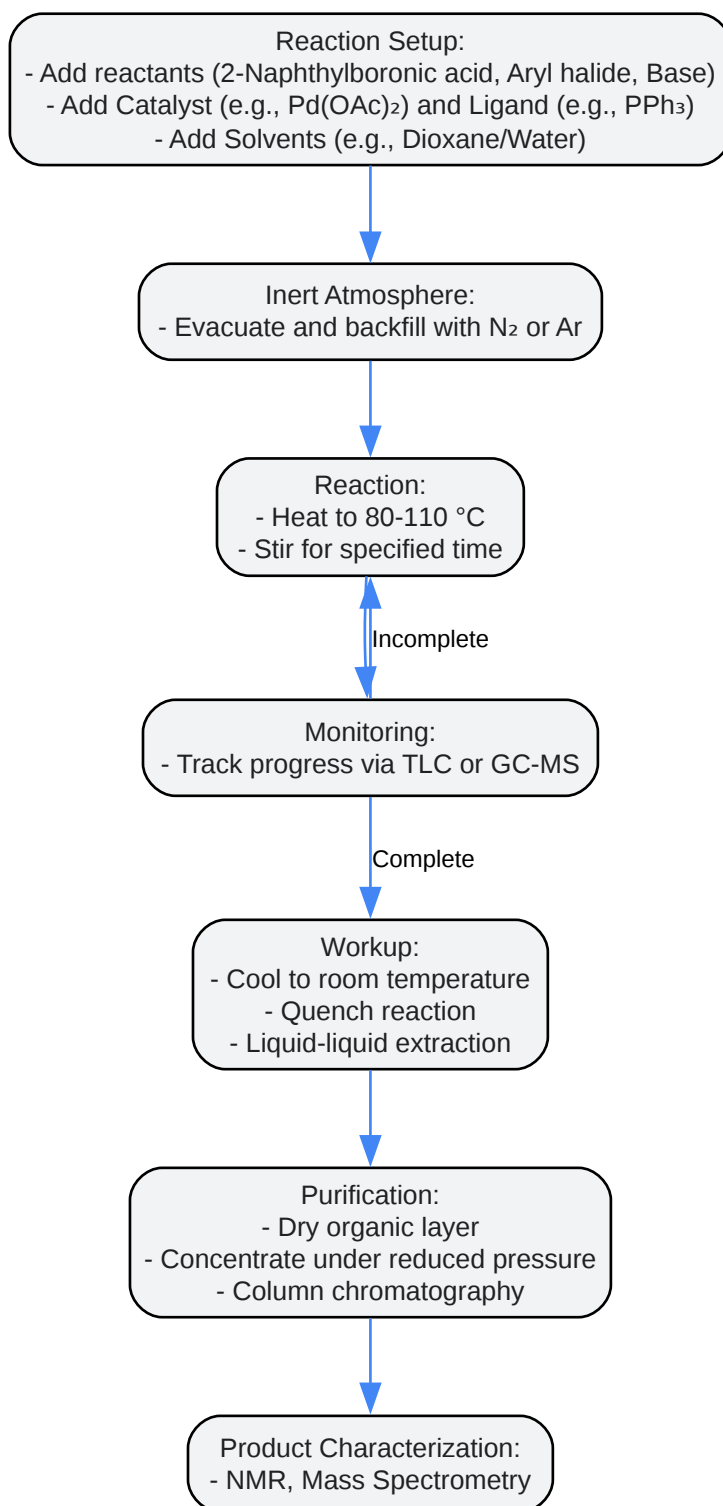 Reaction Setup:
- Add reactants (2-Naphthylboronic acid, Aryl halide, Base)
- Add Catalyst (e.g., Pd(OAc)₂) and Ligand (e.g., PPh₃)
- Add Solvents (e.g., Dioxane/Water)
Inert Atmosphere:
- Evacuate and backfill with N₂ or Ar
Reaction:
- Heat to 80-110 °C
- Stir for specified time
Incomplete
Monitoring:
- Track progress via TLC or GC-MS
Complete
Workup:
- Cool to room temperature
- Quench reaction
- Liquid-liquid extraction
Purification:
- Dry organic layer
- Concentrate under reduced pressure
- Column chromatography
Product Characterization:
- NMR, Mass Spectrometry